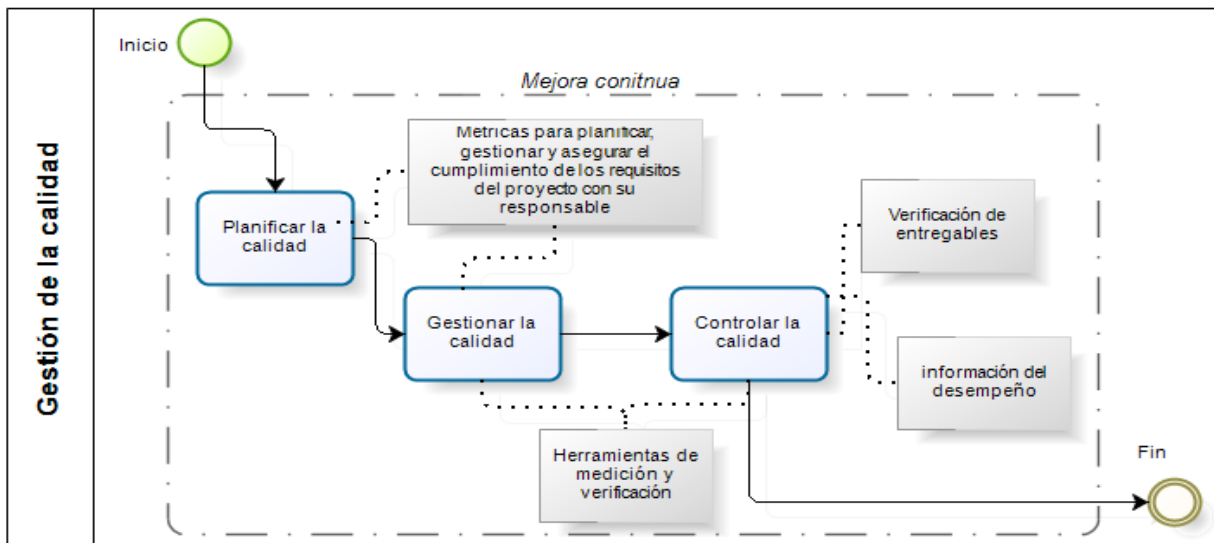 Gestión de la calidad
Inicio
Mejora conitnua
Metricas para planificar,
gestionar y asegurar el
cumplimiento de los requisitos
del proyecto con su
responsable
Planificar la
calidad
Verificación de
entregables
Gestionar la
calidad
Controlar la
calidad
información del
desempeño
Herramientas de
medición y
verificación
Fin